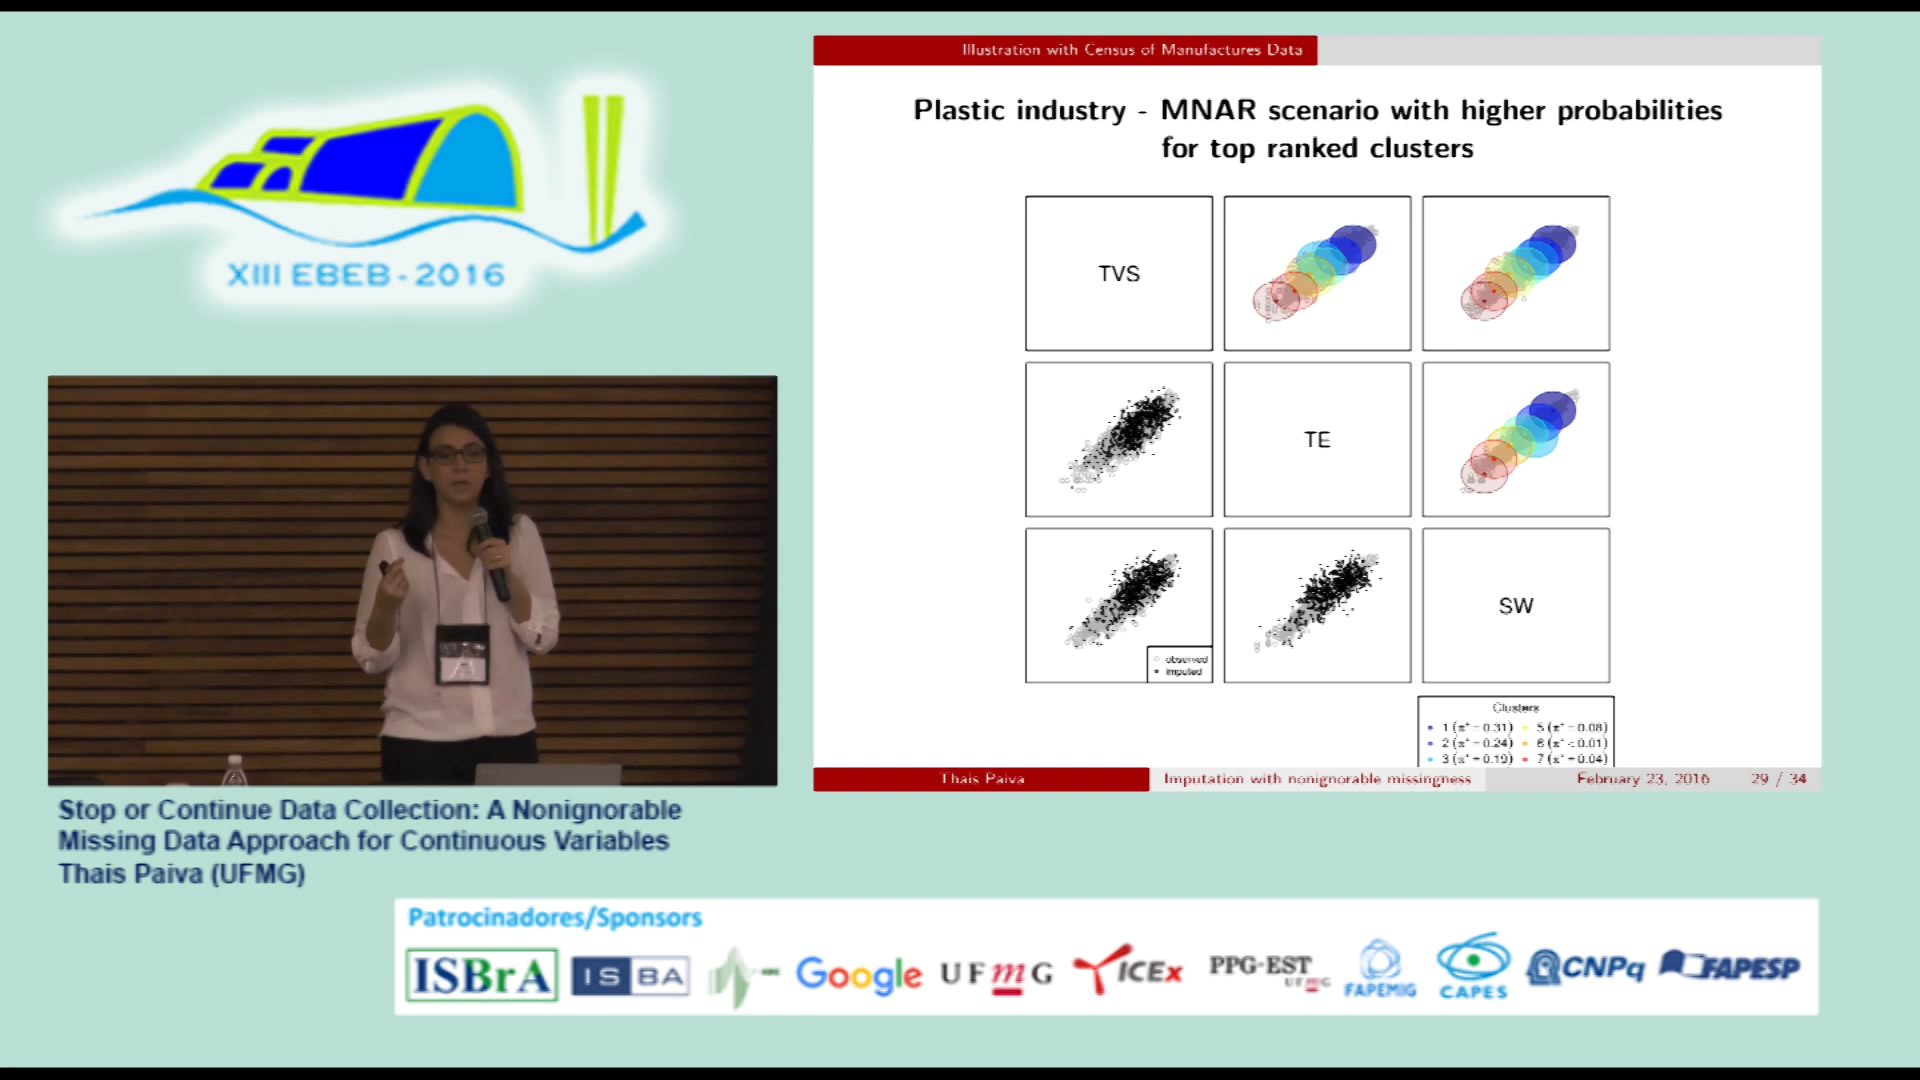 XIII EBEB - 2016
Illustration with Census of Manufactures Data
Plastic industry - MNAR scenario with higher probabilities
for top ranked clusters
TVS
TE
SW
observed
imputed
Clusters
1 (π* = 0.31) 5 (π* = 0.08)
2 (π* = 0.24) 6 (π* < 0.01)
3 (π* = 0.19) 7 (π* = 0.04)
Thais Paiva Imputation with nonignorable missingness February 23, 2016 29 / 34
Stop or Continue Data Collection: A Nonignorable
Missing Data Approach for Continuous Variables
Thais Paiva (UFMG)
Patrocinadores/Sponsors
ISBrA ISBA Google UFmG ICEx PPG-EST UFMG FAPEMIG CAPES CNPq FAPESP